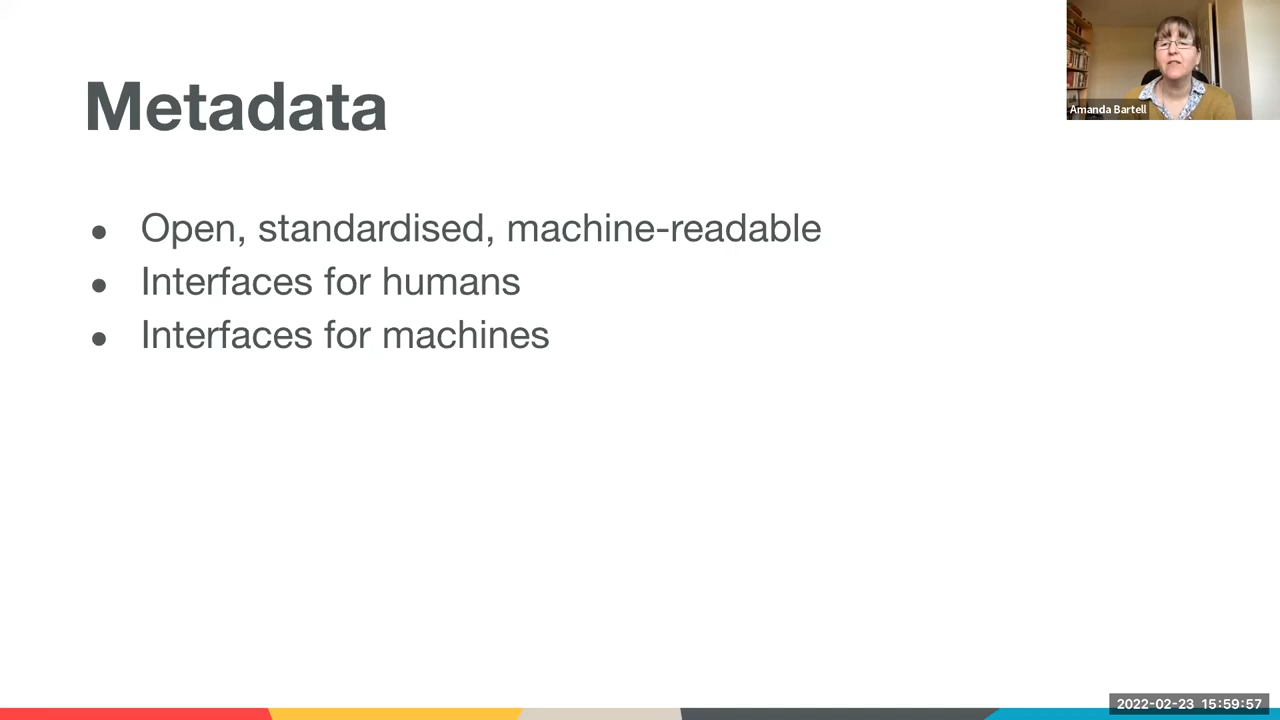 Metadata
● Open, standardised, machine-readable
● Interfaces for humans
● Interfaces for machines
Amanda Bartell
2022-02-23 15:59:57